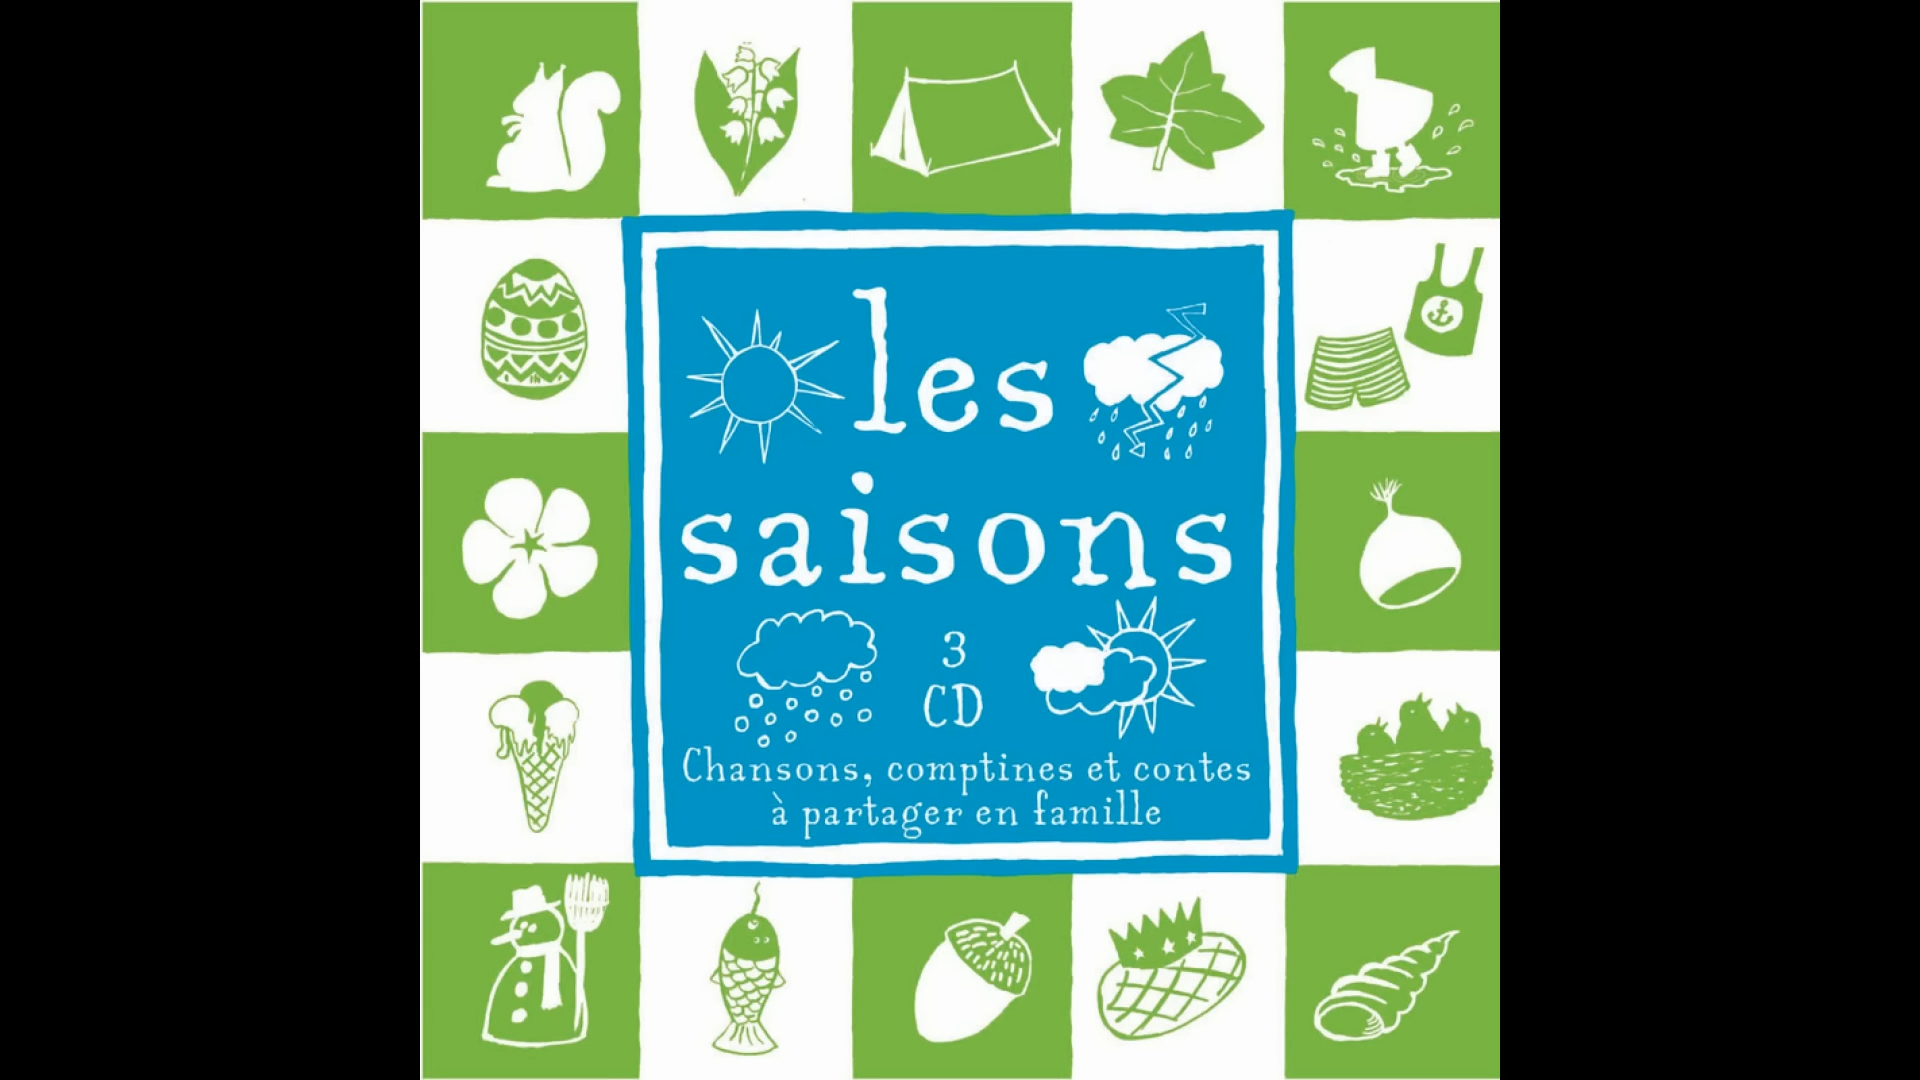 les
saisons
3
CD
Chansons, comptines et contes
à partager en famille